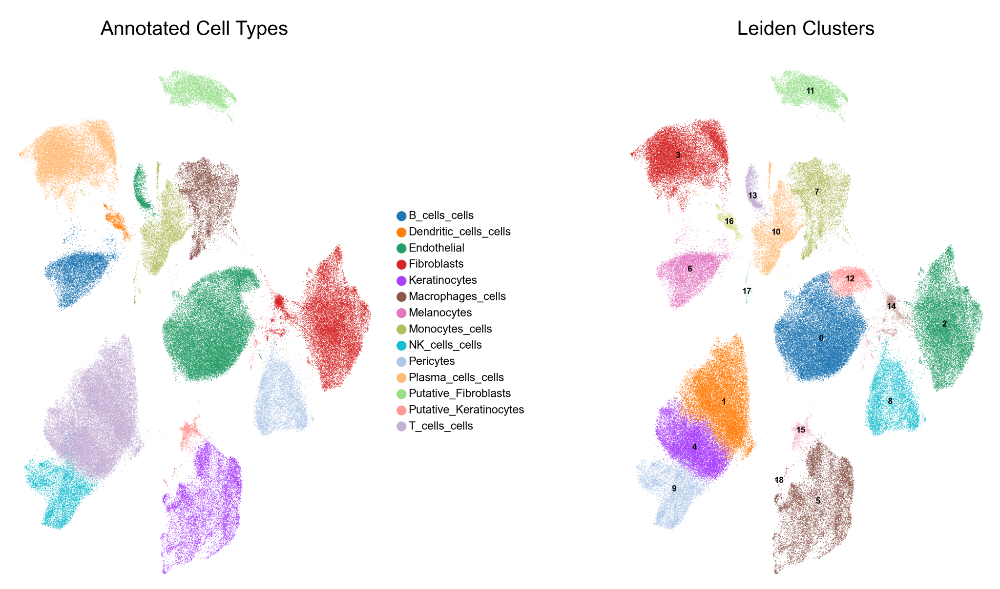 Annotated Cell Types
B_cells_cells
Dendritic_cells_cells
Endothelial
Fibroblasts
Keratinocytes
Macrophages_cells
Melanocytes
Monocytes_cells
NK_cells_cells
Pericytes
Plasma_cells_cells
Putative_Fibroblasts
Putative_Keratinocytes
T_cells_cells
Leiden Clusters
11
3
7
13
16
10
6
12
17
14
2
0
1
8
15
4
18
9
5